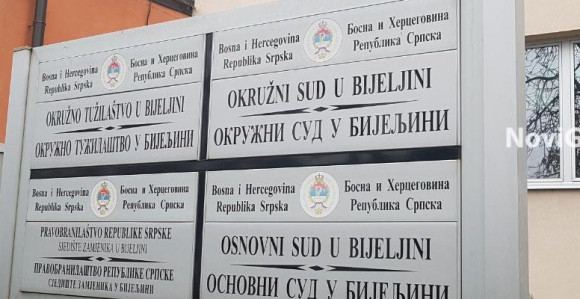 Bosna i Hercegovina
Republika Srpska
Босна и Херцеговина
Република Српска
OKRUŽNO TUŽILAŠTVO U BIJELJINI
ОКРУЖНО ТУЖИЛАШТВО У БИЈЕЉИНИ
Bosna i Hercegovina
Republika Srpska
Босна и Херцеговина
Република Српска
OKRUŽNI SUD U BIJELJINI
ОКРУЖНИ СУД У БИЈЕЉИНИ
Bosna i Hercegovina
Republika Srpska
Босна и Херцеговина
Република Српска
PRAVOBRANILAŠTVO REPUBLIKE SRPSKE
SJEDIŠTE ZAMJENIKA U BIJELJINI
ПРАВОБРАНИЛАШТВО РЕПУБЛИКЕ СРПСКЕ
СЈЕДИШТЕ ЗАМЈЕНИКА У БИЈЕЉИНИ
Bosna i Hercegovina
Republika Srpska
Босна и Херцеговина
Република Српска
OSNOVNI SUD U BIJELJINI
ОСНОВНИ СУД У БИЈЕЉИНИ
NoviG